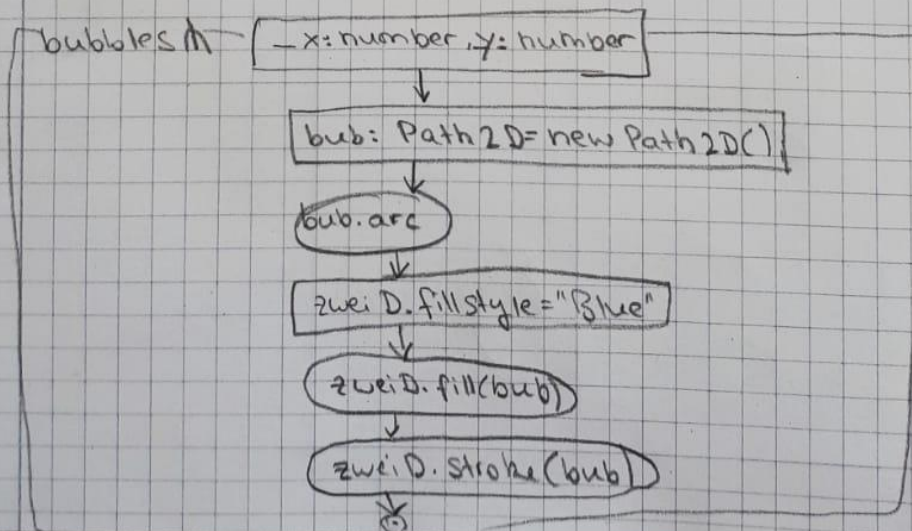 bubbles
_x: number, y: number
bub: Path2D = new Path2D()
bub.arc
zweiD.fillstyle="Blue"
zweiD.fill(bub)
zweiD.stroke(bub)